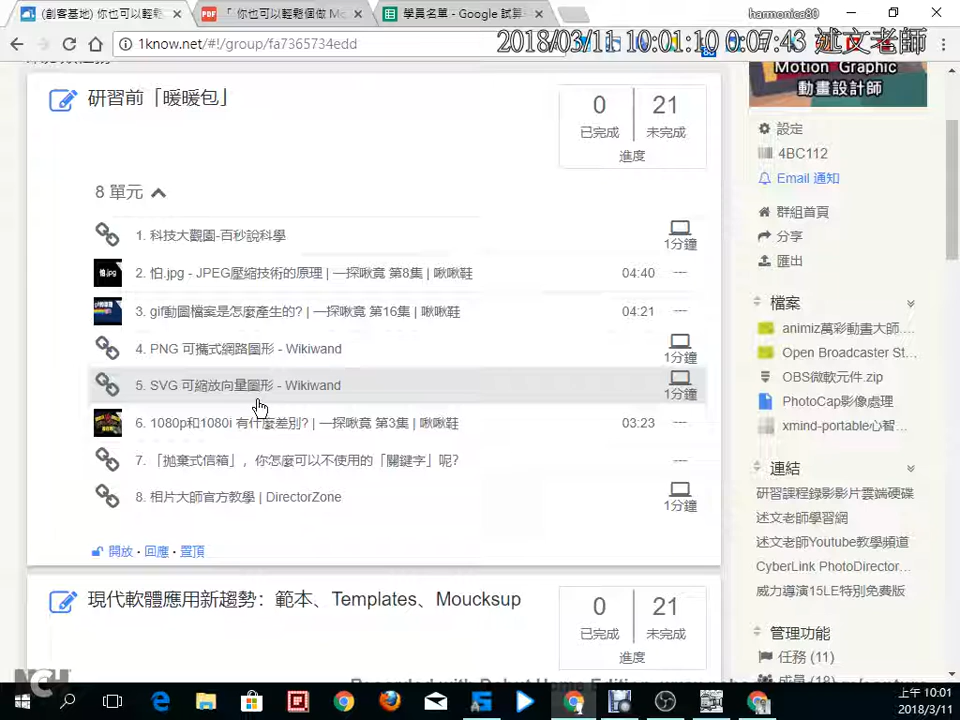 (創客基地) 你也可以輕鬆
「 你也可以輕鬆個做 Mo
學員名單 - Google 試算
harmonica80
1know.net/#!/group/fa7365734edd
2018/03/11 10:01:10 0:07:43 述文老師
研習前「暖暖包」
0 21
已完成 未完成
進度
8 單元
1. 科技大觀園-百秒說科學
1分鐘
2. 怕.jpg - JPEG壓縮技術的原理 | 一探啾竟 第8集 | 啾啾鞋
04:40
3. gif動圖檔案是怎麼產生的? | 一探啾竟 第16集 | 啾啾鞋
04:21
4. PNG 可攜式網路圖形 - Wikiwand
1分鐘
5. SVG 可縮放向量圖形 - Wikiwand
1分鐘
6. 1080p和1080i 有什麼差別? | 一探啾竟 第3集 | 啾啾鞋
03:23
7. 「拋棄式信箱」，你怎麼可以不使用的「關鍵字」呢?
8. 相片大師官方教學 | DirectorZone
1分鐘
開放 · 回應 · 置頂
現代軟體應用新趨勢：範本、Templates、Moucksup
0 21
已完成 未完成
進度
Motion Graphic
動畫設計師
設定
4BC112
Email 通知
群組首頁
分享
匯出
檔案
animiz萬彩動畫大師 ...
Open Broadcaster St...
OBS微軟元件.zip
PhotoCap影像處理
xmind-portable心智...
連結
研習課程錄影影片雲端硬碟
述文老師學習網
述文老師Youtube教學頻道
CyberLink PhotoDirector...
威力導演15LE特別免費版
管理功能
任務 (11)
成員 (18)
NCH
上午 10:01
2018/3/11